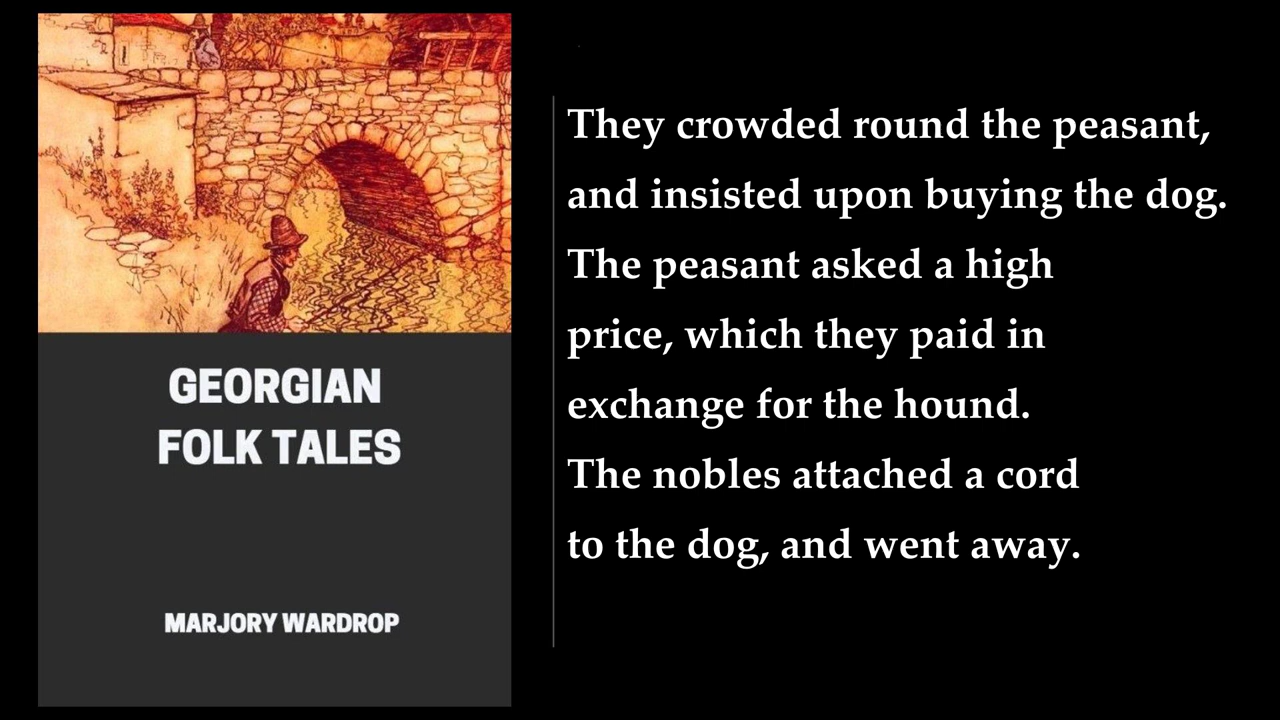 GEORGIAN
FOLK TALES
MARJORY WARDROP
They crowded round the peasant,
and insisted upon buying the dog.
The peasant asked a high
price, which they paid in
exchange for the hound.
The nobles attached a cord
to the dog, and went away.